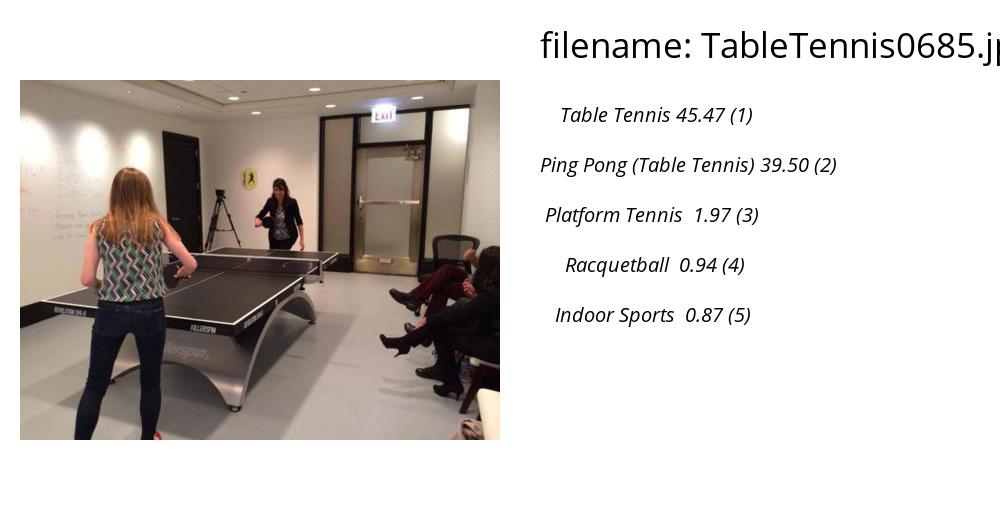 filename: TableTennis0685.jp
Table Tennis 45.47 (1)
Ping Pong (Table Tennis) 39.50 (2)
Platform Tennis 1.97 (3)
Racquetball 0.94 (4)
Indoor Sports 0.87 (5)
EXIT
KILLERSPIN